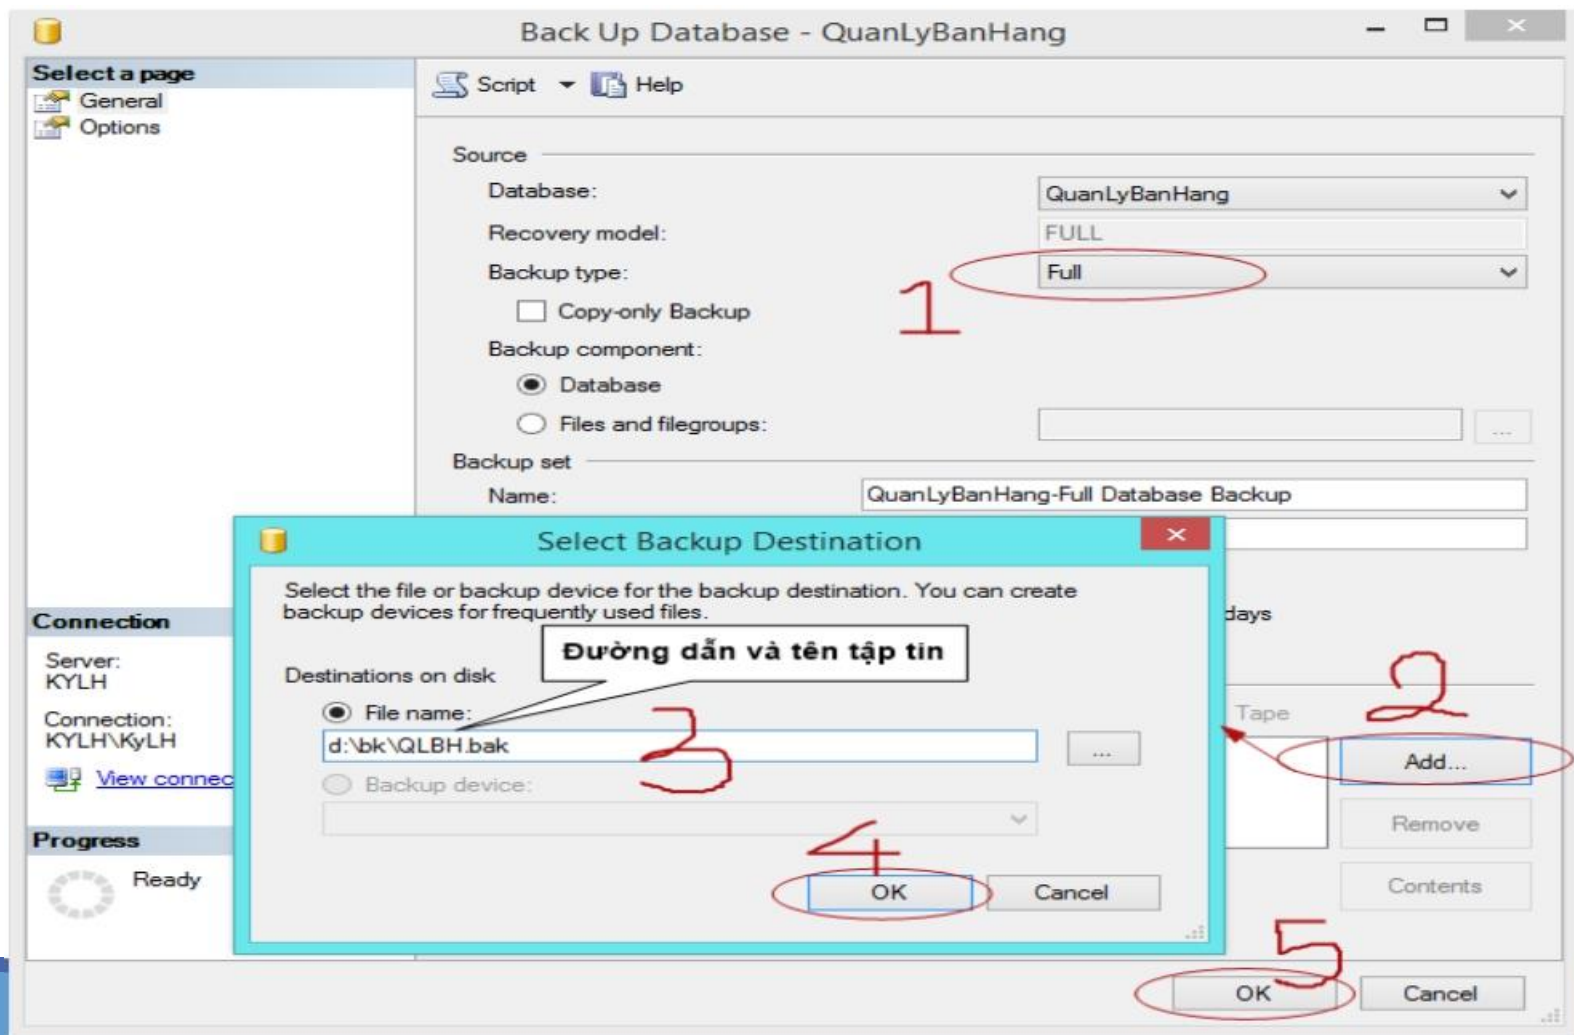 Back Up Database - QuanLyBanHang
Select a page
General
Options
Script
Help
Source
Database:
QuanLyBanHang
Recovery model:
FULL
Backup type:
Full
1
Copy-only Backup
Backup component:
Database
Files and filegroups:
...
Backup set
Name:
QuanLyBanHang-Full Database Backup
Select Backup Destination
Select the file or backup device for the backup destination. You can create
backup devices for frequently used files.
Đường dẫn và tên tập tin
Destinations on disk
File name:
3
d:\bk\QLBH.bak
...
Backup device:
4
OK
Cancel
days
2
Tape
Add...
Remove
Contents
Connection
Server:
KYLH
Connection:
KYLH\KyLH
View connec
Progress
Ready
5
OK
Cancel